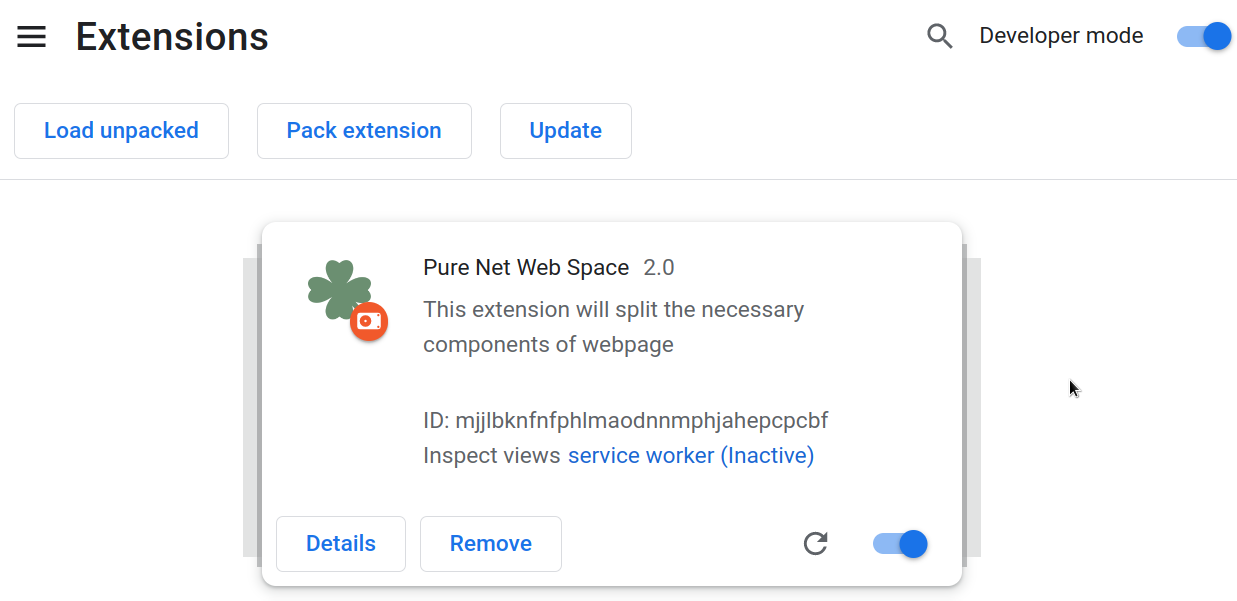 Extensions
Developer mode
Load unpacked
Pack extension
Update
Pure Net Web Space 2.0
This extension will split the necessary
components of webpage
ID: mjjlbknfnfphlmaodnnmphjahepcpcbf
Inspect views service worker (Inactive)
Details
Remove